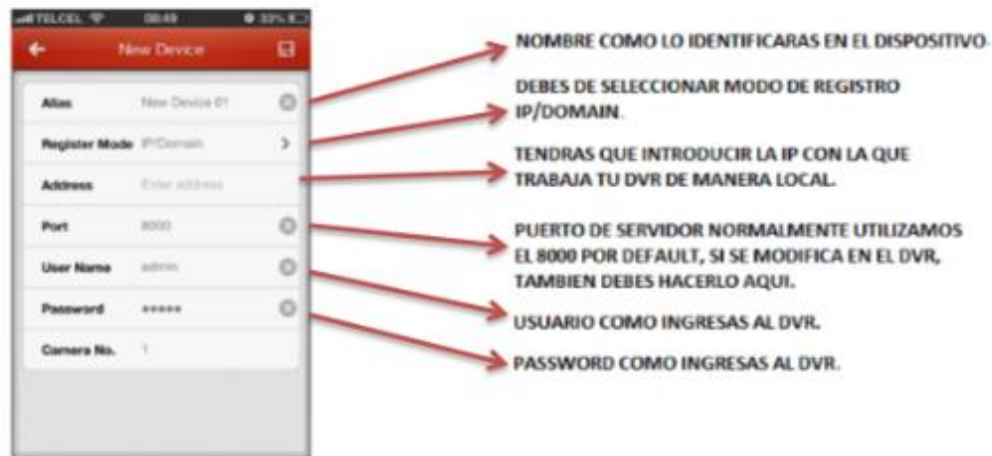 TELCEL 08:49 33%
New Device
Alias New Device 01
Register Mode IP/Domain
Address Enter address
Port 8000
User Name admin
Password •••••
Camera No. 1
NOMBRE COMO LO IDENTIFICARAS EN EL DISPOSITIVO
DEBES DE SELECCIONAR MODO DE REGISTRO
IP/DOMAIN.
TENDRAS QUE INTRODUCIR LA IP CON LA QUE
TRABAJA TU DVR DE MANERA LOCAL.
PUERTO DE SERVIDOR NORMALMENTE UTILIZAMOS
EL 8000 POR DEFAULT, SI SE MODIFICA EN EL DVR,
TAMBIEN DEBES HACERLO AQUI.
USUARIO COMO INGRESAS AL DVR.
PASSWORD COMO INGRESAS AL DVR.